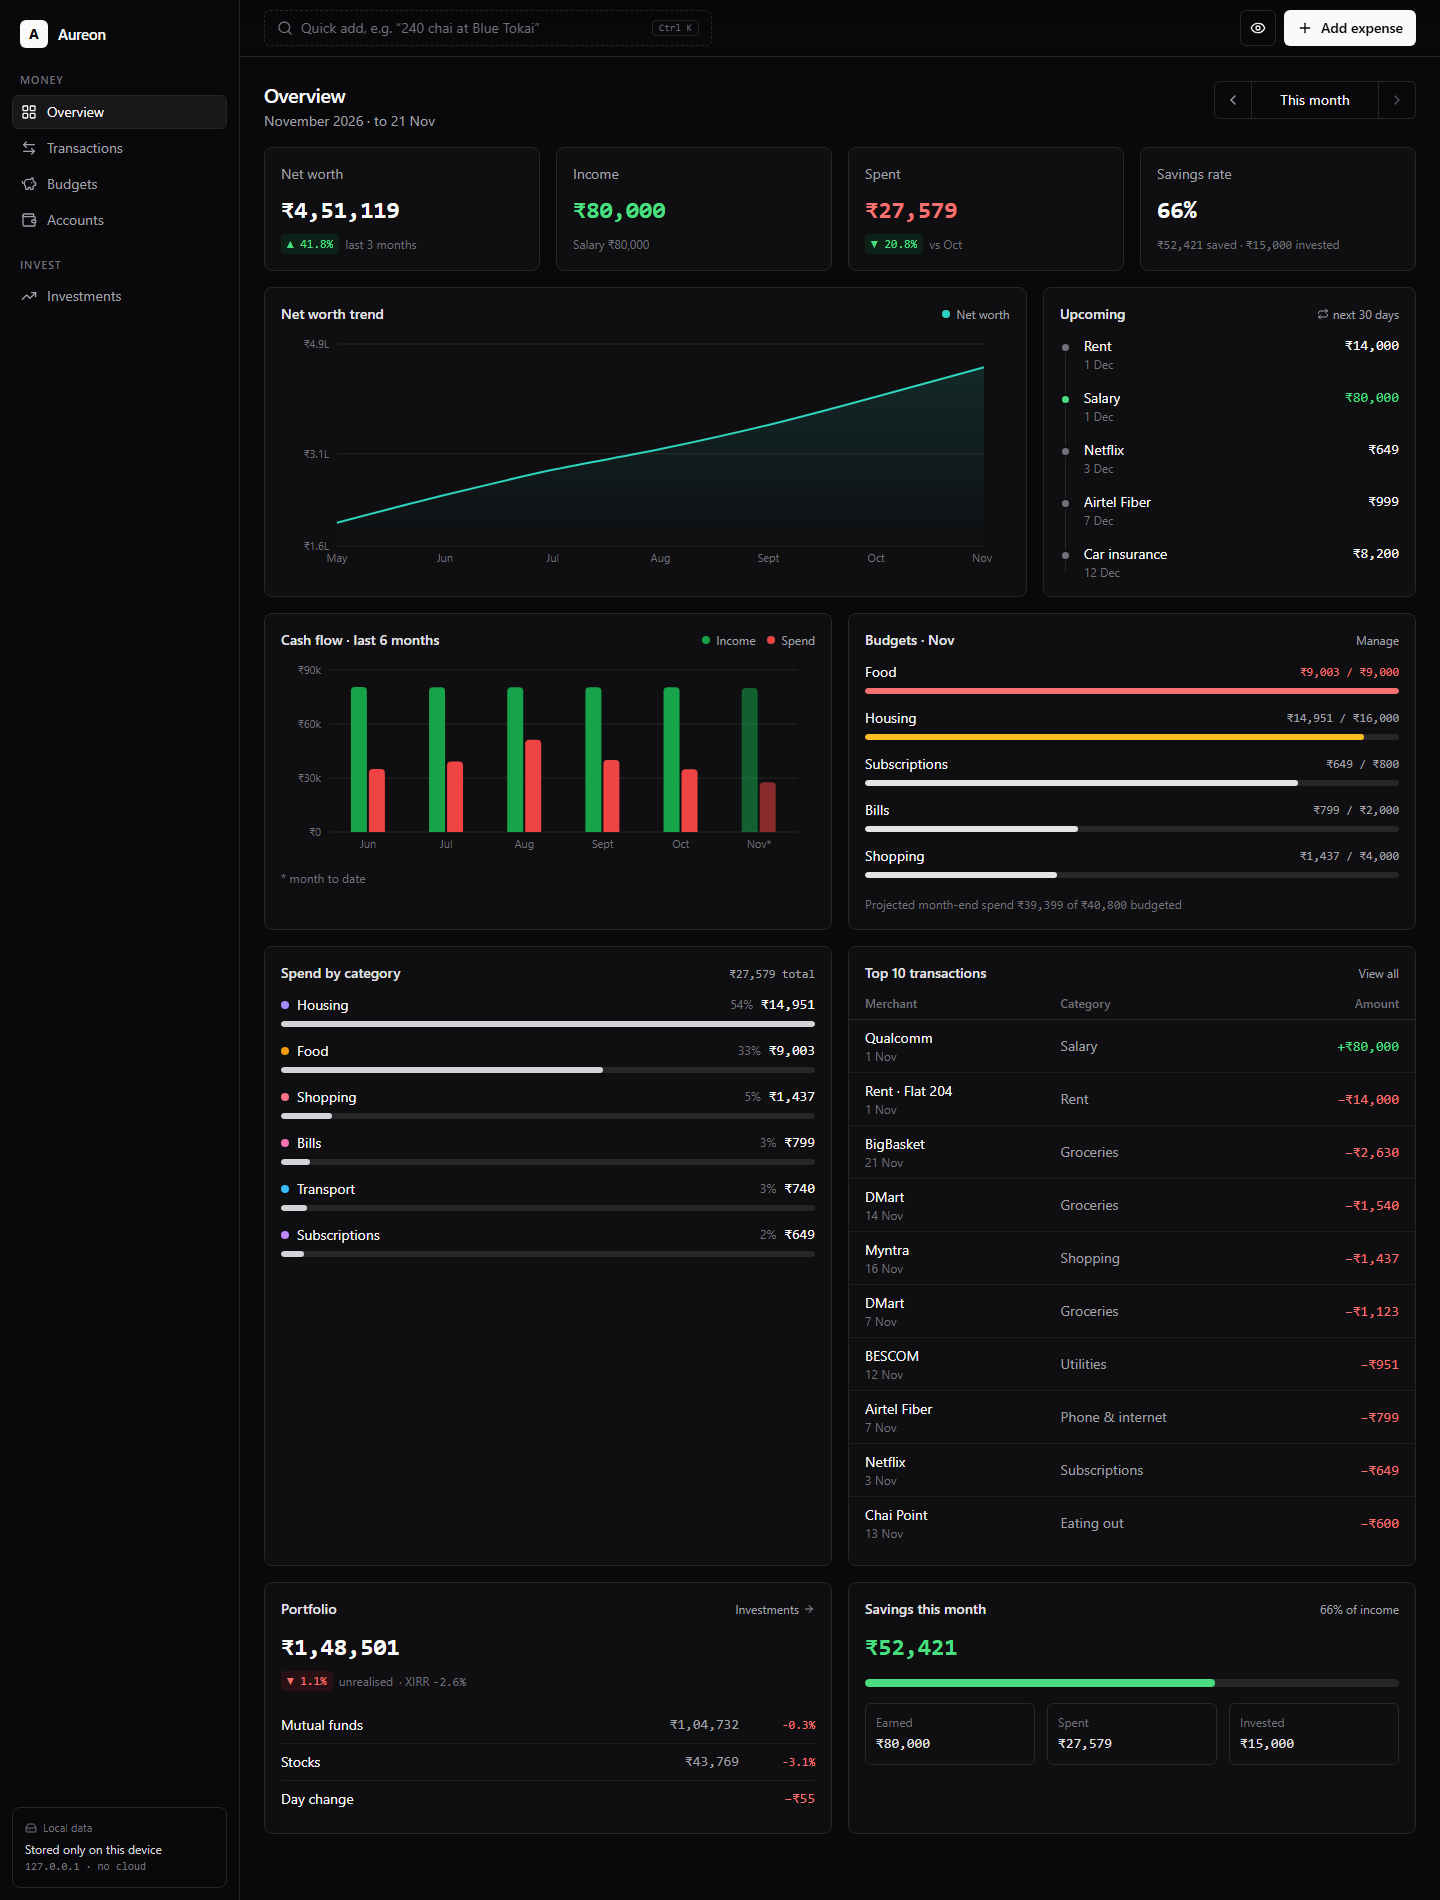 A Aureon
Quick add, e.g. “240 chai at Blue Tokai” Ctrl K
Add expense
MONEY
Overview
Transactions
Budgets
Accounts
INVEST
Investments
Overview
November 2026 · to 21 Nov
This month
Net worth
₹4,51,119
▲ 41.8% last 3 months
Income
₹80,000
Salary ₹80,000
Spent
₹27,579
▼ 20.8% vs Oct
Savings rate
66%
₹52,421 saved · ₹15,000 invested
Net worth trend
Net worth
₹4.9L
₹3.1L
₹1.6L
May Jun Jul Aug Sept Oct Nov
Upcoming
next 30 days
Rent ₹14,000
1 Dec
Salary ₹80,000
1 Dec
Netflix ₹649
3 Dec
Airtel Fiber ₹999
7 Dec
Car insurance ₹8,200
12 Dec
Cash flow · last 6 months
Income Spend
₹90k
₹60k
₹30k
₹0
Jun Jul Aug Sept Oct Nov*
* month to date
Budgets · Nov
Manage
Food ₹9,003 / ₹9,000
Housing ₹14,951 / ₹16,000
Subscriptions ₹649 / ₹800
Bills ₹799 / ₹2,000
Shopping ₹1,437 / ₹4,000
Projected month-end spend ₹39,399 of ₹40,800 budgeted
Spend by category
₹27,579 total
Housing 54% ₹14,951
Food 33% ₹9,003
Shopping 5% ₹1,437
Bills 3% ₹799
Transport 3% ₹740
Subscriptions 2% ₹649
Top 10 transactions
View all
Merchant Category Amount
Qualcomm Salary +₹80,000
1 Nov
Rent · Flat 204 Rent −₹14,000
1 Nov
BigBasket Groceries −₹2,630
21 Nov
DMart Groceries −₹1,540
14 Nov
Myntra Shopping −₹1,437
16 Nov
DMart Groceries −₹1,123
7 Nov
BESCOM Utilities −₹951
12 Nov
Airtel Fiber Phone & internet −₹799
7 Nov
Netflix Subscriptions −₹649
3 Nov
Chai Point Eating out −₹600
13 Nov
Portfolio
Investments →
₹1,48,501
▼ 1.1% unrealised · XIRR -2.6%
Mutual funds ₹1,04,732 -0.3%
Stocks ₹43,769 -3.1%
Day change −₹55
Savings this month
66% of income
₹52,421
Earned
₹80,000
Spent
₹27,579
Invested
₹15,000
Local data
Stored only on this device
127.0.0.1 · no cloud